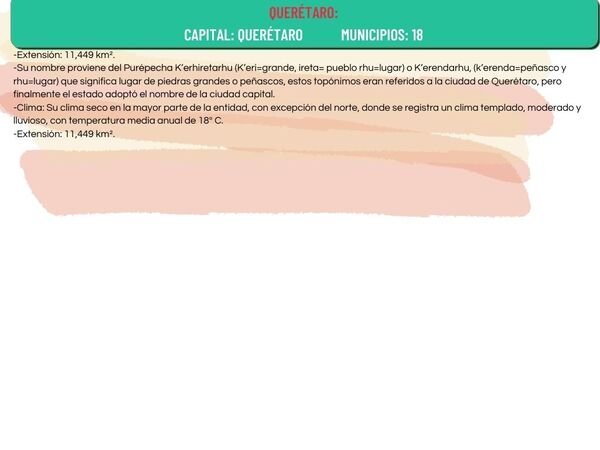 QUERÉTARO:
CAPITAL: QUERÉTARO MUNICIPIOS: 18
-Extensión: 11,449 km².
-Su nombre proviene del Purépecha K'erhiretarhu (K'eri=grande, ireta= pueblo rhu=lugar) o K'erendarhu, (k'erenda=peñasco y
rhu=lugar) que significa lugar de piedras grandes o peñascos, estos topónimos eran referidos a la ciudad de Querétaro, pero
finalmente el estado adoptó el nombre de la ciudad capital.
-Clima: Su clima seco en la mayor parte de la entidad, con excepción del norte, donde se registra un clima templado, moderado y
lluvioso, con temperatura media anual de 18° C.
-Extensión: 11,449 km².